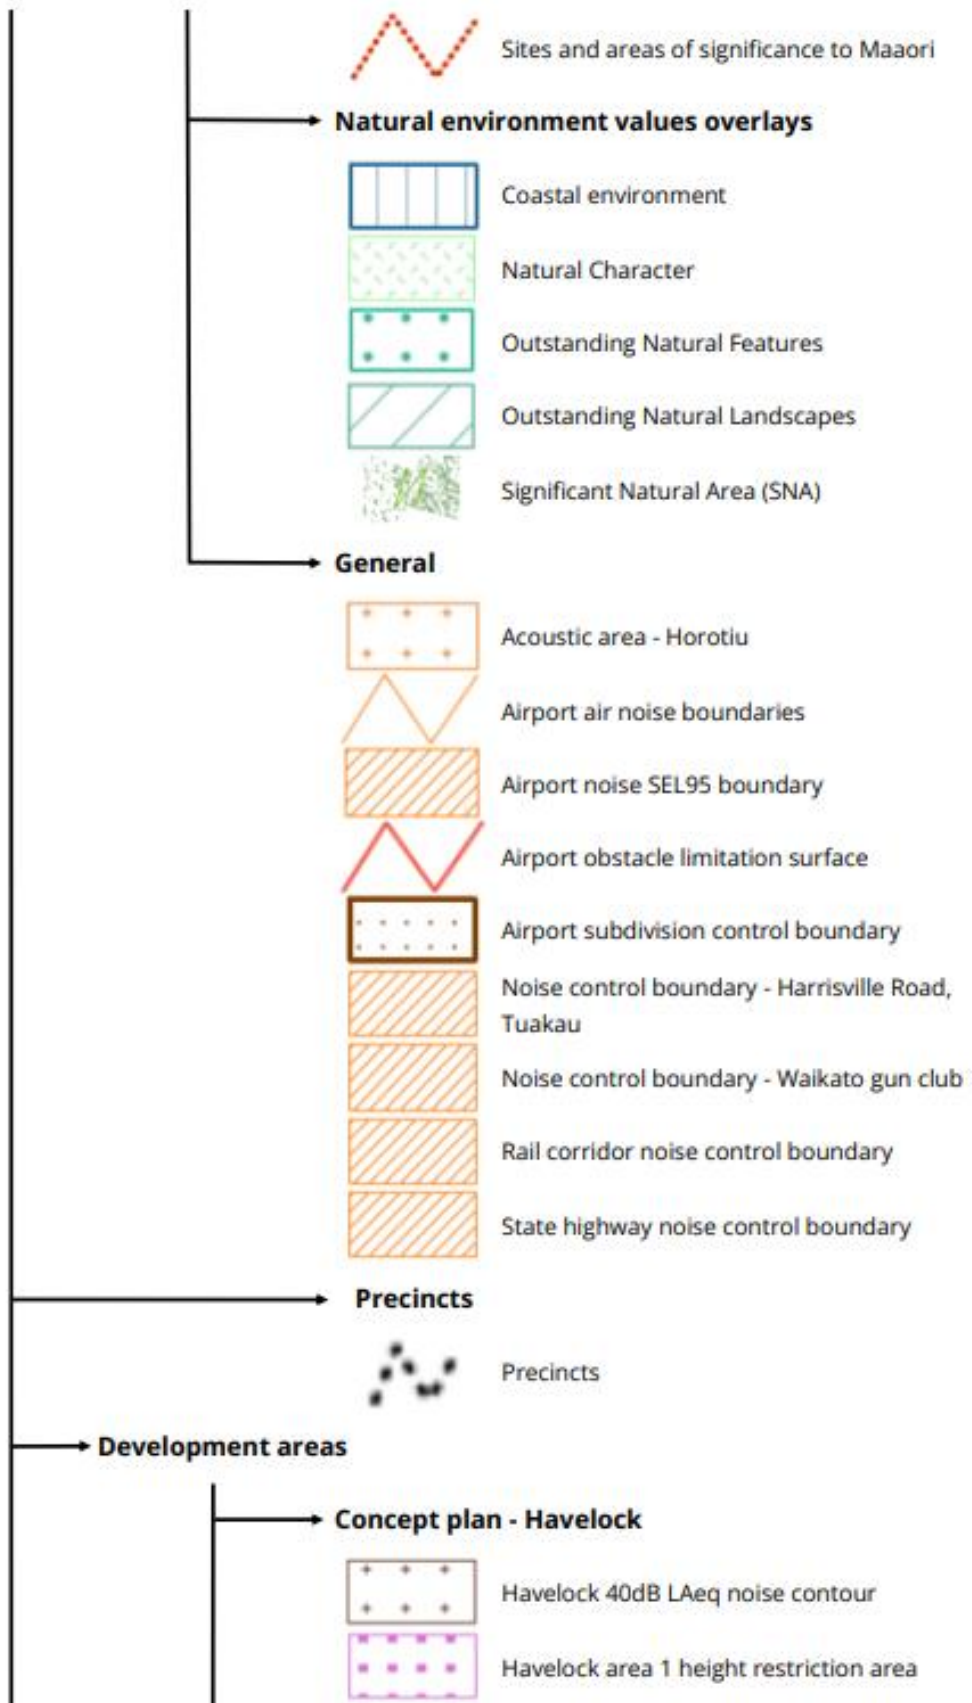 Sites and areas of significance to Maaori
Natural environment values overlays
Coastal environment
Natural Character
Outstanding Natural Features
Outstanding Natural Landscapes
Significant Natural Area (SNA)
General
Acoustic area - Horotiu
Airport air noise boundaries
Airport noise SEL95 boundary
Airport obstacle limitation surface
Airport subdivision control boundary
Noise control boundary - Harrisville Road,
Tuakau
Noise control boundary - Waikato gun club
Rail corridor noise control boundary
State highway noise control boundary
Precincts
Precincts
Development areas
Concept plan - Havelock
Havelock 40dB LAeq noise contour
Havelock area 1 height restriction area